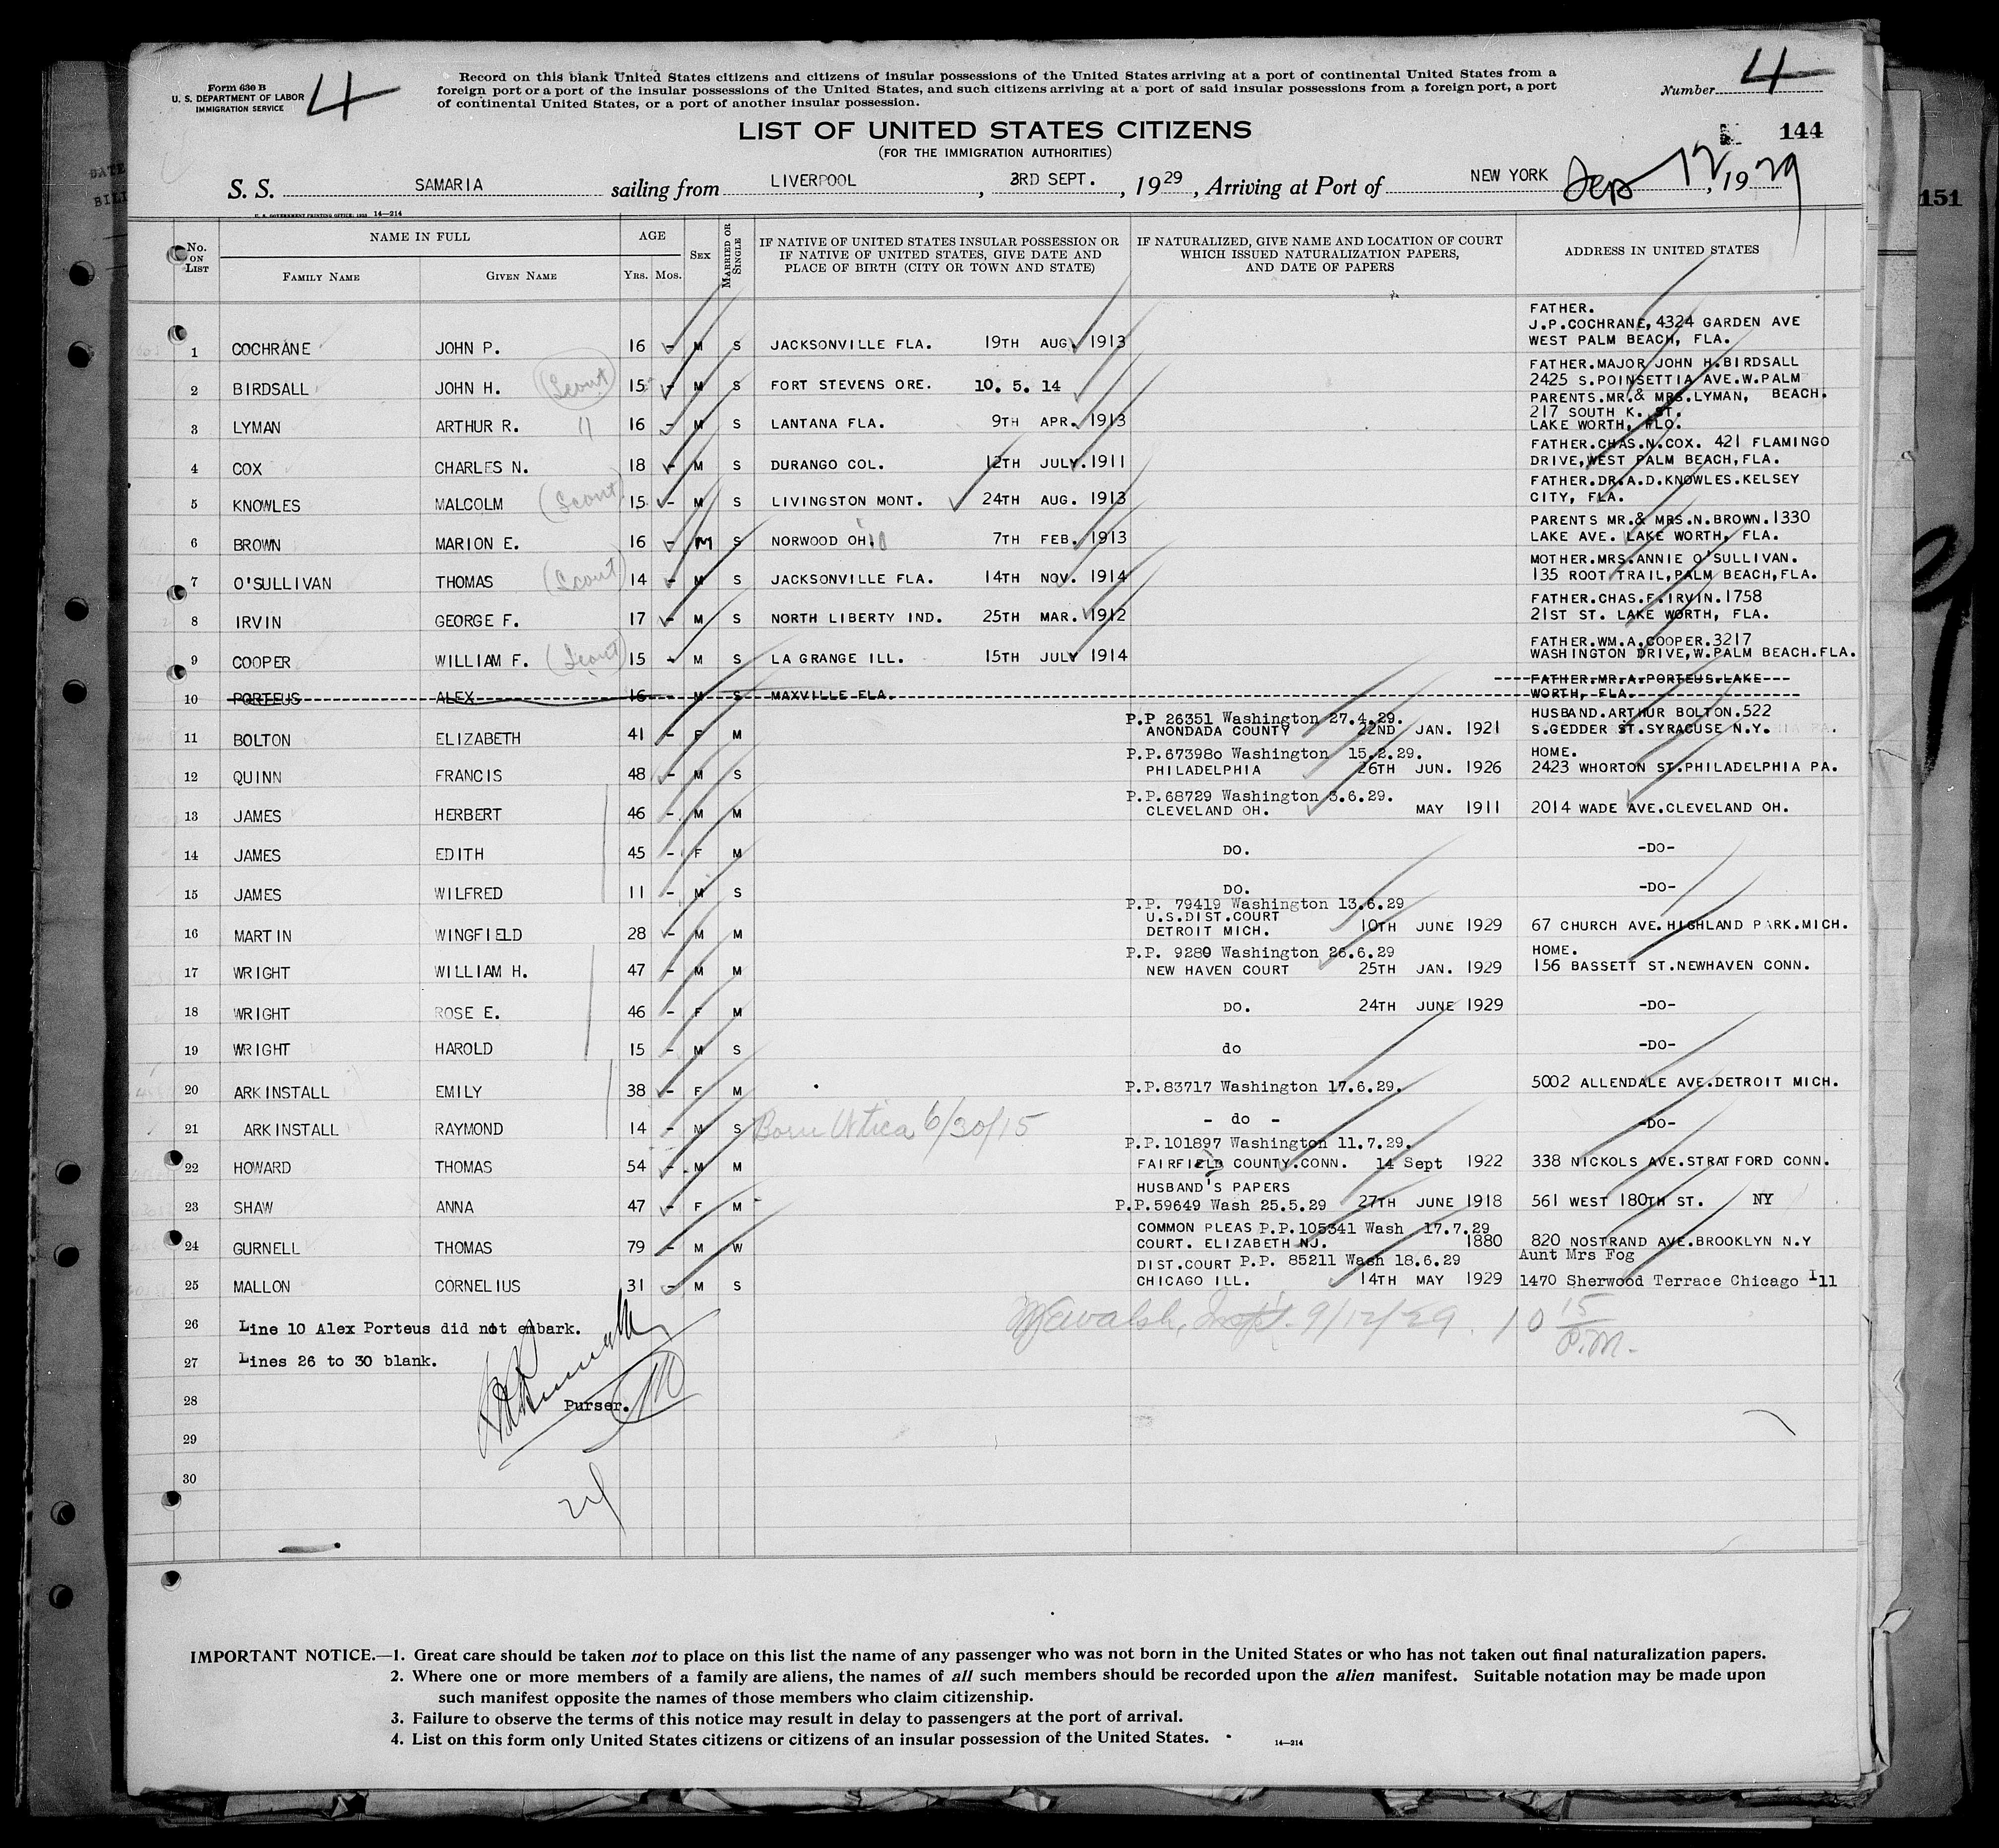 Form 630 B
U. S. DEPARTMENT OF LABOR
IMMIGRATION SERVICE
4
Record on this blank United States citizens and citizens of insular possessions of the United States arriving at a port of continental United States from a
foreign port or a port of the insular possessions of the United States, and such citizens arriving at a port of said insular possessions from a foreign port, a port
of continental United States, or a port of another insular possession.
Number 4
LIST OF UNITED STATES CITIZENS
144
(FOR THE IMMIGRATION AUTHORITIES)
S. S. SAMARIA sailing from LIVERPOOL, 3RD SEPT., 1929, Arriving at Port of NEW YORK Sep 12, 1929
151
U. S. GOVERNMENT PRINTING OFFICE: 14—214
No. ON LIST
NAME IN FULL
FAMILY NAME GIVEN NAME
AGE
YRS. MOS.
SEX
MARRIED OR SINGLE
IF NATIVE OF UNITED STATES INSULAR POSSESSION OR
IF NATIVE OF UNITED STATES, GIVE DATE AND
PLACE OF BIRTH (CITY OR TOWN AND STATE)
IF NATURALIZED, GIVE NAME AND LOCATION OF COURT
WHICH ISSUED NATURALIZATION PAPERS,
AND DATE OF PAPERS
ADDRESS IN UNITED STATES
FATHER.
J.P.COCHRANE, 4324 GARDEN AVE
1 COCHRANE JOHN P. 16 - M S JACKSONVILLE FLA. 19TH AUG. 1913 WEST PALM BEACH, FLA.
FATHER.MAJOR JOHN H.BIRDSALL
2 BIRDSALL JOHN H. (Scout) 15 - M S FORT STEVENS ORE. 10. 5. 14 2425 S.POINSETTIA AVE.W.PALM BEACH.
PARENTS.MR.& MRS.LYMAN,
217 SOUTH K. ST.
3 LYMAN ARTHUR R. " 16 - M S LANTANA FLA. 9TH APR. 1913 LAKE WORTH, FLO.
FATHER.CHAS.N.COX. 421 FLAMINGO
4 COX CHARLES N. 18 - M S DURANGO COL. 12TH JULY.1911 DRIVE,WEST PALM BEACH,FLA.
FATHER.DR.A.D.KNOWLES.KELSEY
5 KNOWLES MALCOLM (Scout) 15 - M S LIVINGSTON MONT. 24TH AUG. 1913 CITY, FLA.
PARENTS MR.& MRS.N.BROWN.1330
6 BROWN MARION E. 16 - M S NORWOOD OHIO 7TH FEB. 1913 LAKE AVE. LAKE WORTH, FLA.
MOTHER.MRS.ANNIE O'SULLIVAN.
7 O'SULLIVAN THOMAS (Scout) 14 - M S JACKSONVILLE FLA. 14TH NOV. 1914 135 ROOT TRAIL,PALM BEACH,FLA.
FATHER.CHAS.F.IRVIN.1758
8 IRVIN GEORGE F. 17 - M S NORTH LIBERTY IND. 25TH MAR. 1912 21ST ST. LAKE WORTH, FLA.
FATHER.WM.A.COOPER.3217
9 COOPER WILLIAM F. (Scout) 15 - M S LA GRANGE ILL. 15TH JULY 1914 WASHINGTON DRIVE,W.PALM BEACH.FLA.
FATHER.MR.A.PORTEUS.LAKE
10 PORTEUS ALEX 16 - M S MAXVILLE FLA. WORTH, FLA.
P.P 26351 Washington 27.4.29. HUSBAND.ARTHUR BOLTON.522
11 BOLTON ELIZABETH 41 - F M ANONDADA COUNTY 22ND JAN. 1921 S.GEDDER ST.SYRACUSE N.Y.
P.P.673980 Washington 15.2.29. HOME.
12 QUINN FRANCIS 48 - M S PHILADELPHIA 26TH JUN. 1926 2423 WHORTON ST.PHILADELPHIA PA.
P.P.68729 Washington 3.6.29.
13 JAMES HERBERT 46 - M M CLEVELAND OH. MAY 1911 2014 WADE AVE.CLEVELAND OH.
14 JAMES EDITH 45 - F M DO. -DO-
15 JAMES WILFRED 11 - M S DO. -DO-
P.P. 79419 Washington 13.6.29
U.S.DIST.COURT
16 MARTIN WINGFIELD 28 - M M DETROIT MICH. 10TH JUNE 1929 67 CHURCH AVE.HIGHLAND PARK.MICH.
P.P. 9280 Washington 26.6.29 HOME.
17 WRIGHT WILLIAM H. 47 - M M NEW HAVEN COURT 25TH JAN. 1929 156 BASSETT ST.NEWHAVEN CONN.
18 WRIGHT ROSE E. 46 - F M DO. 24TH JUNE 1929 -DO-
19 WRIGHT HAROLD 15 - M S do -DO-
20 ARKINSTALL EMILY 38 - F M P.P.83717 Washington 17.6.29. 5002 ALLENDALE AVE.DETROIT MICH.
21 ARKINSTALL RAYMOND 14 - M S Born Utica 6/30/15 - do - -DO-
P.P.101897 Washington 11.7.29.
22 HOWARD THOMAS 54 - M M FAIRFIELD COUNTY.CONN. 14 Sept 1922 338 NICKOLS AVE.STRATFORD CONN.
HUSBAND'S PAPERS
23 SHAW ANNA 47 - F M P.P.59649 Wash 25.5.29 27TH JUNE 1918 561 WEST 180TH ST. NY
COMMON PLEAS P.P.105341 Wash 17.7.29
24 GURNELL THOMAS 79 - M W COURT. ELIZABETH NJ. 1880 820 NOSTRAND AVE.BROOKLYN N.Y
DIST.COURT P.P. 85211 Wash 18.6.29 Aunt Mrs Fog
25 MALLON CORNELIUS 31 - M S CHICAGO ILL. 14TH MAY 1929 1470 Sherwood Terrace Chicago Ill
26 Line 10 Alex Porteus did not enbark. Walsh, Inspt. 9/12/29. 10 15 P.M.
27 Lines 26 to 30 blank.
28 Purser.
29
30
24
IMPORTANT NOTICE.—1. Great care should be taken not to place on this list the name of any passenger who was not born in the United States or who has not taken out final naturalization papers.
2. Where one or more members of a family are aliens, the names of all such members should be recorded upon the alien manifest. Suitable notation may be made upon
such manifest opposite the names of those members who claim citizenship.
3. Failure to observe the terms of this notice may result in delay to passengers at the port of arrival.
4. List on this form only United States citizens or citizens of an insular possession of the United States.
14—214